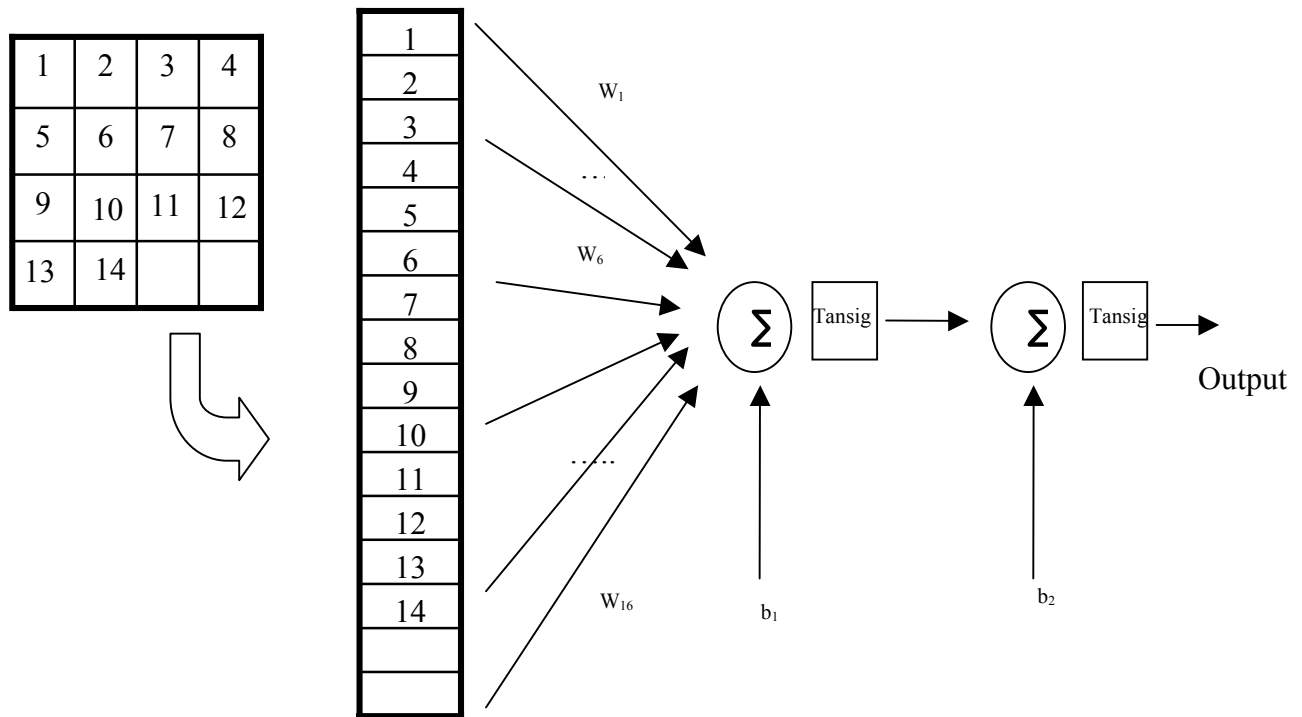 1 2 3 4
5 6 7 8
9 10 11 12
13 14
1
2
3
4
5
6
7
8
9
10
11
12
13
14
W₁
...
W₆
.....
W₁₆
Σ
Tansig
b₁
Σ
Tansig
b₂
Output